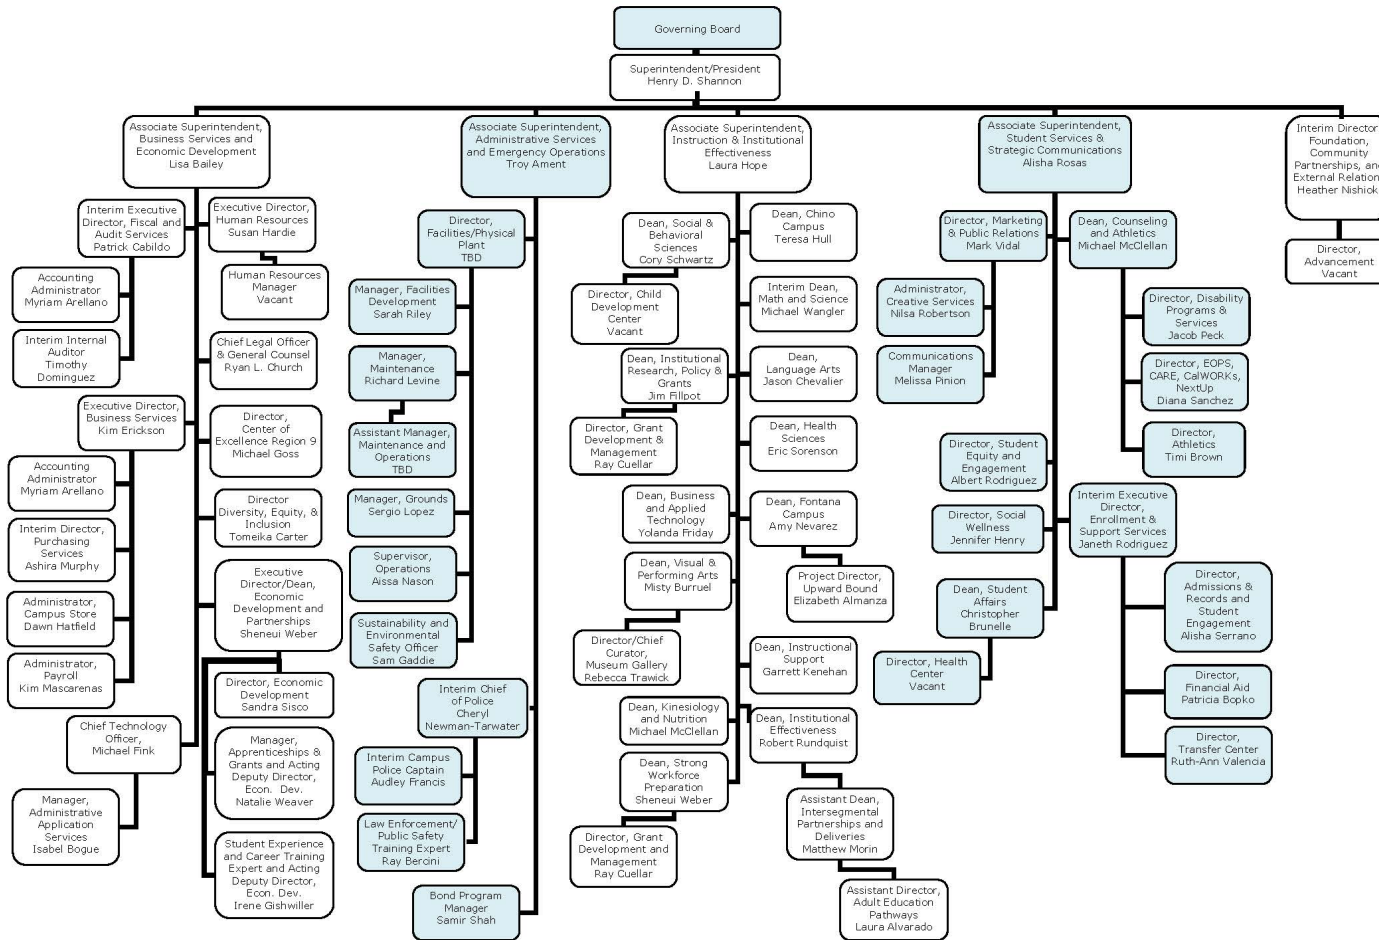 Governing Board
Superintendent/President
Henry D. Shannon
Associate Superintendent,
Business Services and
Economic Development
Lisa Bailey
Interim Executive
Director, Fiscal and
Audit Services
Patrick Cabildo
Accounting
Administrator
Myriam Arellano
Interim Internal
Auditor
Timothy
Dominguez
Executive Director,
Human Resources
Susan Hardie
Human Resources
Manager
Vacant
Chief Legal Officer
& General Counsel
Ryan L. Church
Executive Director,
Business Services
Kim Erickson
Accounting
Administrator
Myriam Arellano
Interim Director,
Purchasing
Services
Ashira Murphy
Administrator,
Campus Store
Dawn Hatfield
Administrator,
Payroll
Kim Mascarenas
Director,
Center of
Excellence Region 9
Michael Goss
Director
Diversity, Equity, &
Inclusion
Tomeika Carter
Executive
Director/Dean,
Economic
Development and
Partnerships
Sheneui Weber
Director, Economic
Development
Sandra Sisco
Manager,
Apprenticeships &
Grants and Acting
Deputy Director,
Econ. Dev.
Natalie Weaver
Student Experience
and Career Training
Expert and Acting
Deputy Director,
Econ. Dev.
Irene Gishwiller
Chief Technology
Officer,
Michael Fink
Manager,
Administrative
Application
Services
Isabel Bogue
Associate Superintendent,
Administrative Services
and Emergency Operations
Troy Ament
Director,
Facilities/Physical
Plant
TBD
Manager, Facilities
Development
Sarah Riley
Manager,
Maintenance
Richard Levine
Assistant Manager,
Maintenance and
Operations
TBD
Manager, Grounds
Sergio Lopez
Supervisor,
Operations
Aissa Nason
Sustainability and
Environmental
Safety Officer
Sam Gaddie
Interim Chief
of Police
Cheryl
Newman-Tarwater
Interim Campus
Police Captain
Audley Francis
Law Enforcement/
Public Safety
Training Expert
Ray Bercini
Bond Program
Manager
Samir Shah
Associate Superintendent,
Instruction & Institutional
Effectiveness
Laura Hope
Dean, Social &
Behavioral
Sciences
Cory Schwartz
Director, Child
Development
Center
Vacant
Dean, Chino
Campus
Teresa Hull
Interim Dean,
Math and Science
Michael Wangler
Dean, Institutional
Research, Policy &
Grants
Jim Fillpot
Director, Grant
Development &
Management
Ray Cuellar
Dean,
Language Arts
Jason Chevalier
Dean, Health
Sciences
Eric Sorenson
Dean, Business
and Applied
Technology
Yolanda Friday
Dean, Fontana
Campus
Amy Nevarez
Project Director,
Upward Bound
Elizabeth Almanza
Dean, Visual &
Performing Arts
Misty Burruel
Director/Chief
Curator,
Museum Gallery
Rebecca Trawick
Dean, Instructional
Support
Garrett Kenehan
Dean, Kinesiology
and Nutrition
Michael McClellan
Dean, Institutional
Effectiveness
Robert Rundquist
Dean, Strong
Workforce
Preparation
Sheneui Weber
Director, Grant
Development and
Management
Ray Cuellar
Assistant Dean,
Intersegmental
Partnerships and
Deliveries
Matthew Morin
Assistant Director,
Adult Education
Pathways
Laura Alvarado
Associate Superintendent,
Student Services &
Strategic Communications
Alisha Rosas
Director, Marketing
& Public Relations
Mark Vidal
Administrator,
Creative Services
Nilsa Robertson
Communications
Manager
Melissa Pinion
Dean, Counseling
and Athletics
Michael McClellan
Director, Disability
Programs &
Services
Jacob Peck
Director, EOPS,
CARE, CalWORKs,
NextUp
Diana Sanchez
Director,
Athletics
Timi Brown
Director, Student
Equity and
Engagement
Albert Rodriguez
Director, Social
Wellness
Jennifer Henry
Interim Executive
Director,
Enrollment &
Support Services
Janeth Rodriguez
Director,
Admissions &
Records and
Student
Engagement
Alisha Serrano
Director,
Financial Aid
Patricia Bopko
Director,
Transfer Center
Ruth-Ann Valencia
Dean, Student
Affairs
Christopher
Brunelle
Director, Health
Center
Vacant
Interim Director
Foundation,
Community
Partnerships, an
External Relation
Heather Nishiok
Director,
Advancement
Vacant